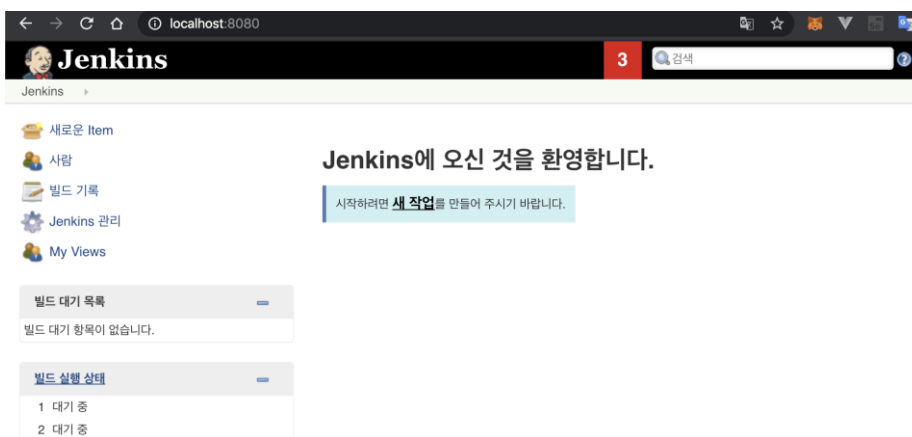 localhost:8080
Jenkins
3
검색
Jenkins
새로운 Item
사람
빌드 기록
Jenkins 관리
My Views
Jenkins에 오신 것을 환영합니다.
시작하려면 새 작업를 만들어 주시기 바랍니다.
빌드 대기 목록
빌드 대기 항목이 없습니다.
빌드 실행 상태
1 대기 중
2 대기 중